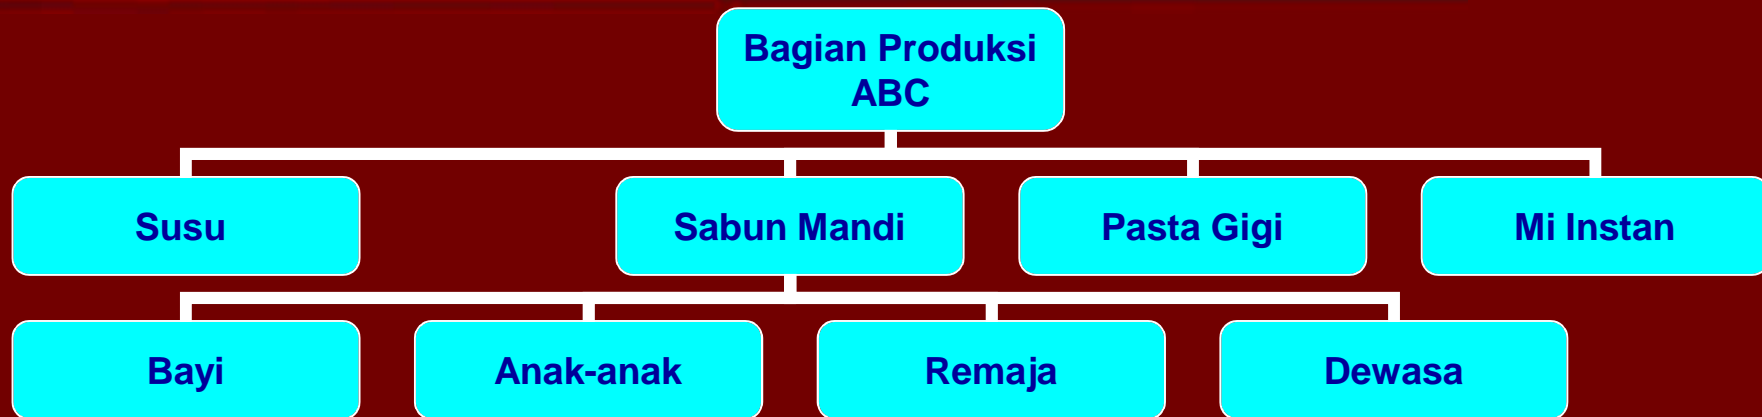 Bagian Produksi
ABC
Susu
Sabun Mandi
Pasta Gigi
Mi Instan
Bayi
Anak-anak
Remaja
Dewasa